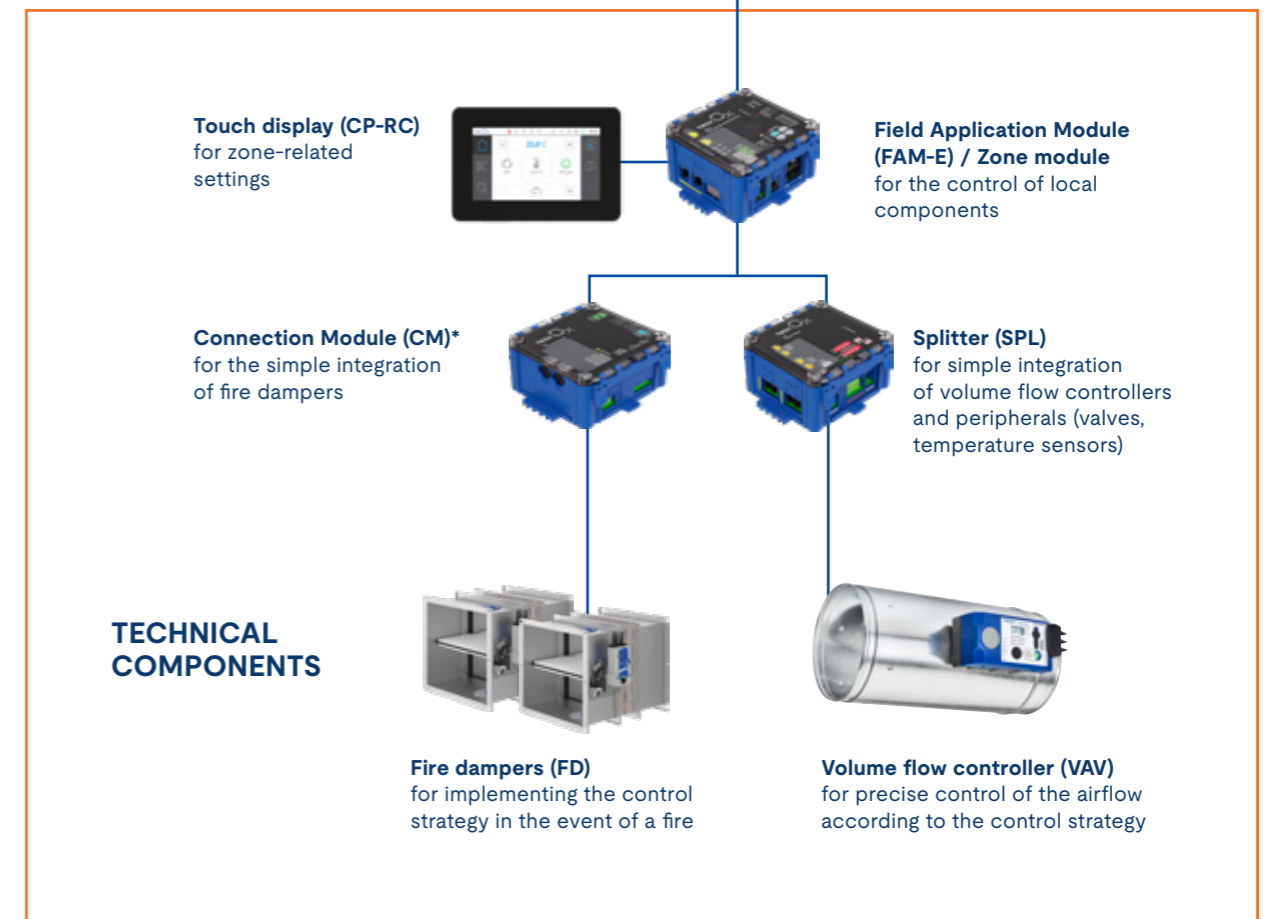 Touch display (CP-RC)
for zone-related
settings
Field Application Module
(FAM-E) / Zone module
for the control of local
components
Connection Module (CM)*
for the simple integration
of fire dampers
Splitter (SPL)
for simple integration
of volume flow controllers
and peripherals (valves,
temperature sensors)
TECHNICAL
COMPONENTS
Fire dampers (FD)
for implementing the control
strategy in the event of a fire
Volume flow controller (VAV)
for precise control of the airflow
according to the control strategy